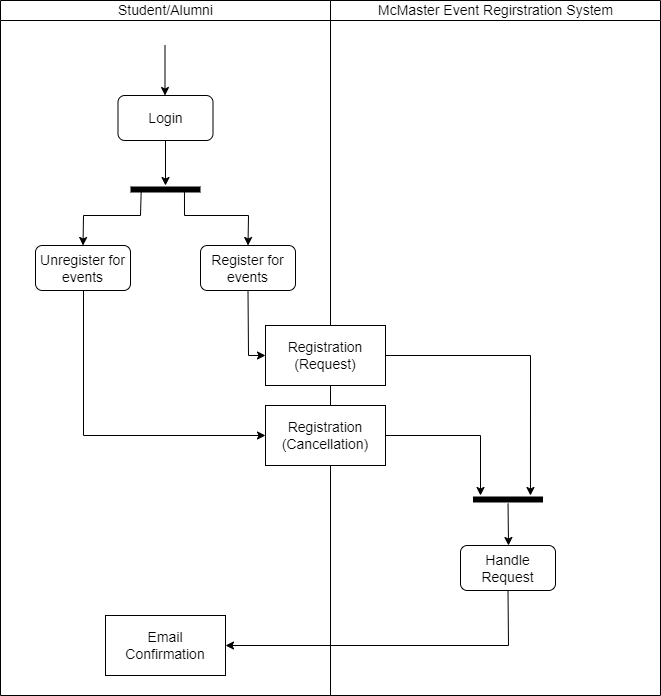 Student/Alumni
McMaster Event Regirstration System
Login
Unregister for
events
Register for
events
Registration
(Request)
Registration
(Cancellation)
Handle
Request
Email
Confirmation